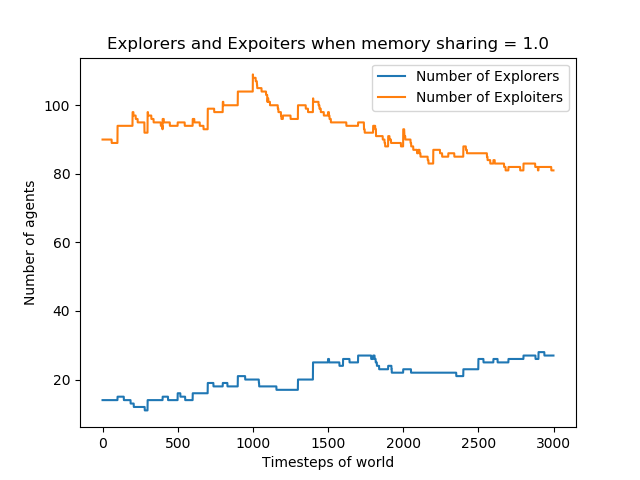 Explorers and Expoiters when memory sharing = 1.0
Number of Explorers
Number of Exploiters
Number of agents
100
80
60
40
20
0 500 1000 1500 2000 2500 3000
Timesteps of world